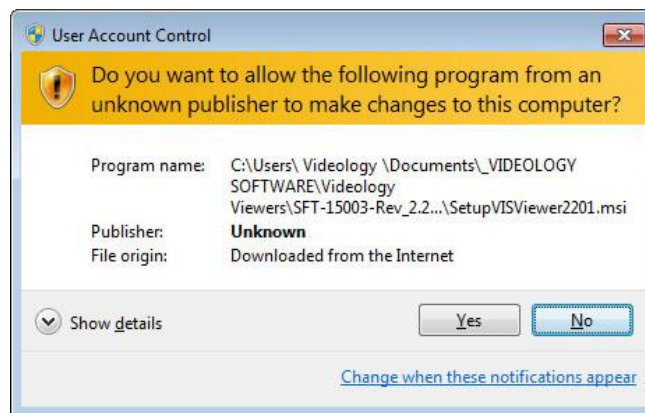 User Account Control
Do you want to allow the following program from an
unknown publisher to make changes to this computer?
Program name: C:\Users\ Videology \Documents\_VIDEOLOGY
SOFTWARE\Videology
Viewers\SFT-15003-Rev_2.2...\SetupVISViewer2201.msi
Publisher: Unknown
File origin: Downloaded from the Internet
Show details Yes No
Change when these notifications appear